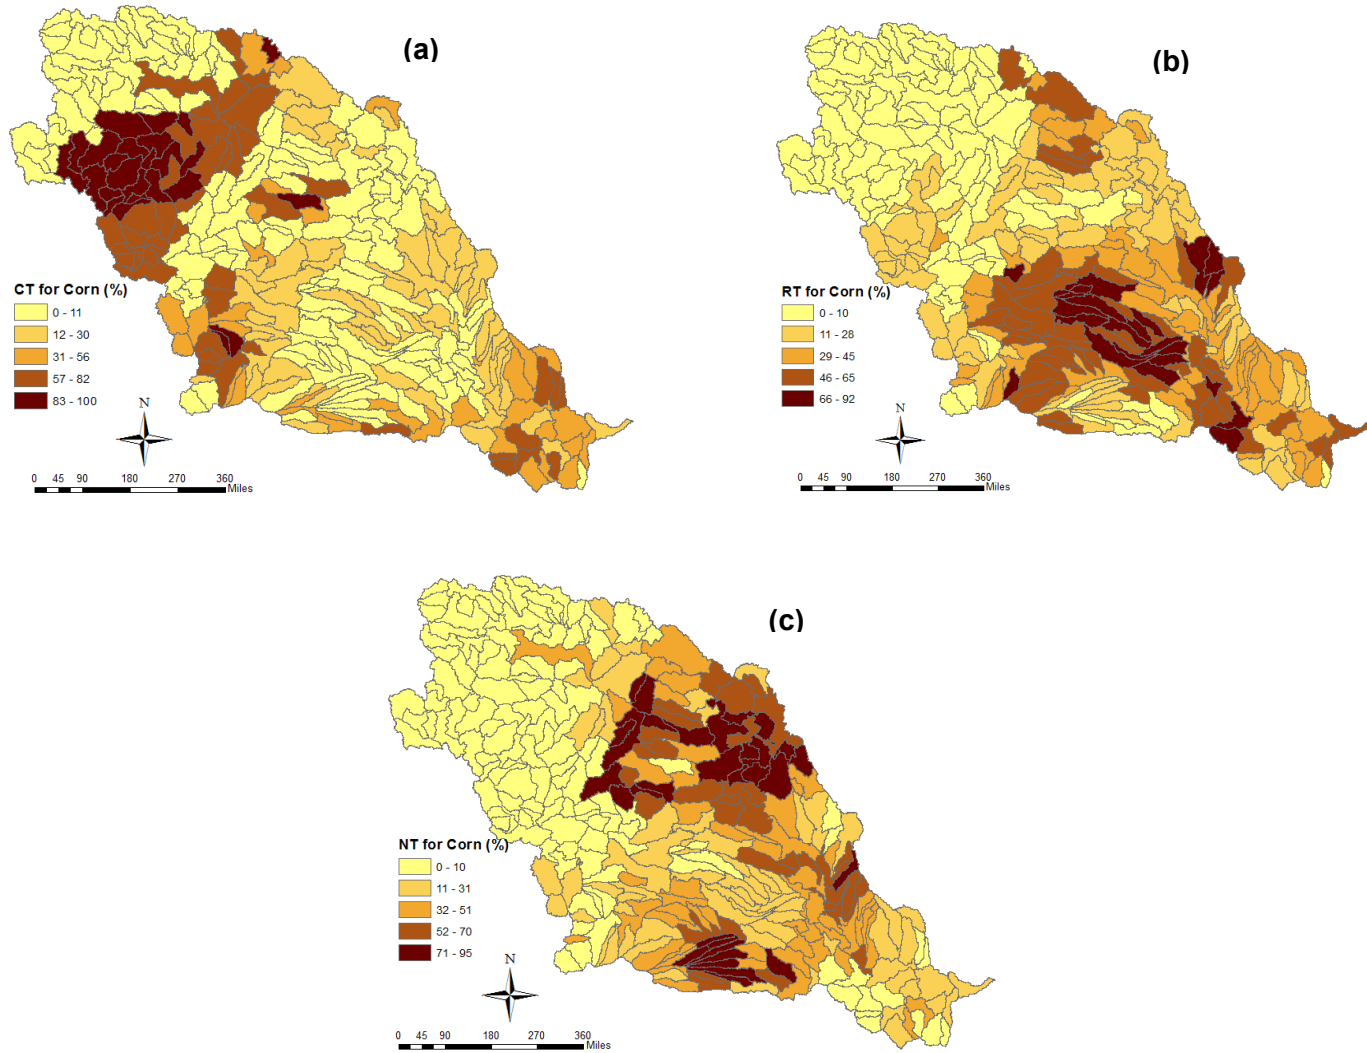 (a)
CT for Corn (%)
0 - 11
12 - 30
31 - 56
57 - 82
83 - 100
N
0 45 90 180 270 360
Miles
(b)
RT for Corn (%)
0 - 10
11 - 28
29 - 45
46 - 65
66 - 92
N
0 45 90 180 270 360
Miles
(c)
NT for Corn (%)
0 - 10
11 - 31
32 - 51
52 - 70
71 - 95
N
0 45 90 180 270 360
Miles